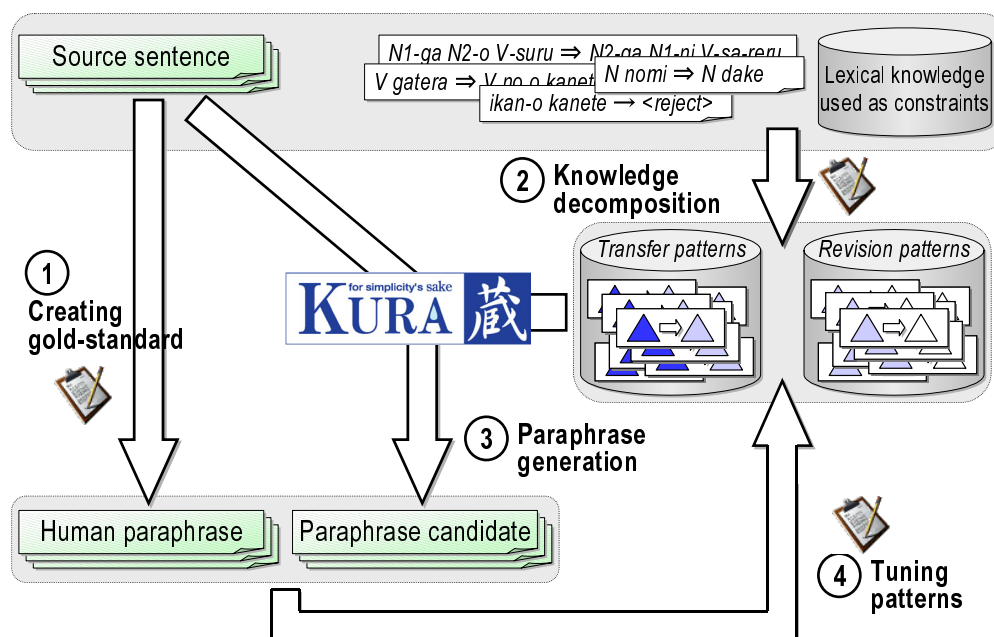 Source sentence
N1-ga N2-o V-suru ⇒ N2-ga N1-ni V-sa-reru
V gatera ⇒ V no o kanete
N nomi ⇒ N dake
ikan-o kanete → <reject>
Lexical knowledge
used as constraints
2 Knowledge
decomposition
Transfer patterns
Revision patterns
1
Creating
gold-standard
for simplicity's sake
KURA 蔵
3 Paraphrase
generation
Human paraphrase
Paraphrase candidate
4 Tuning
patterns